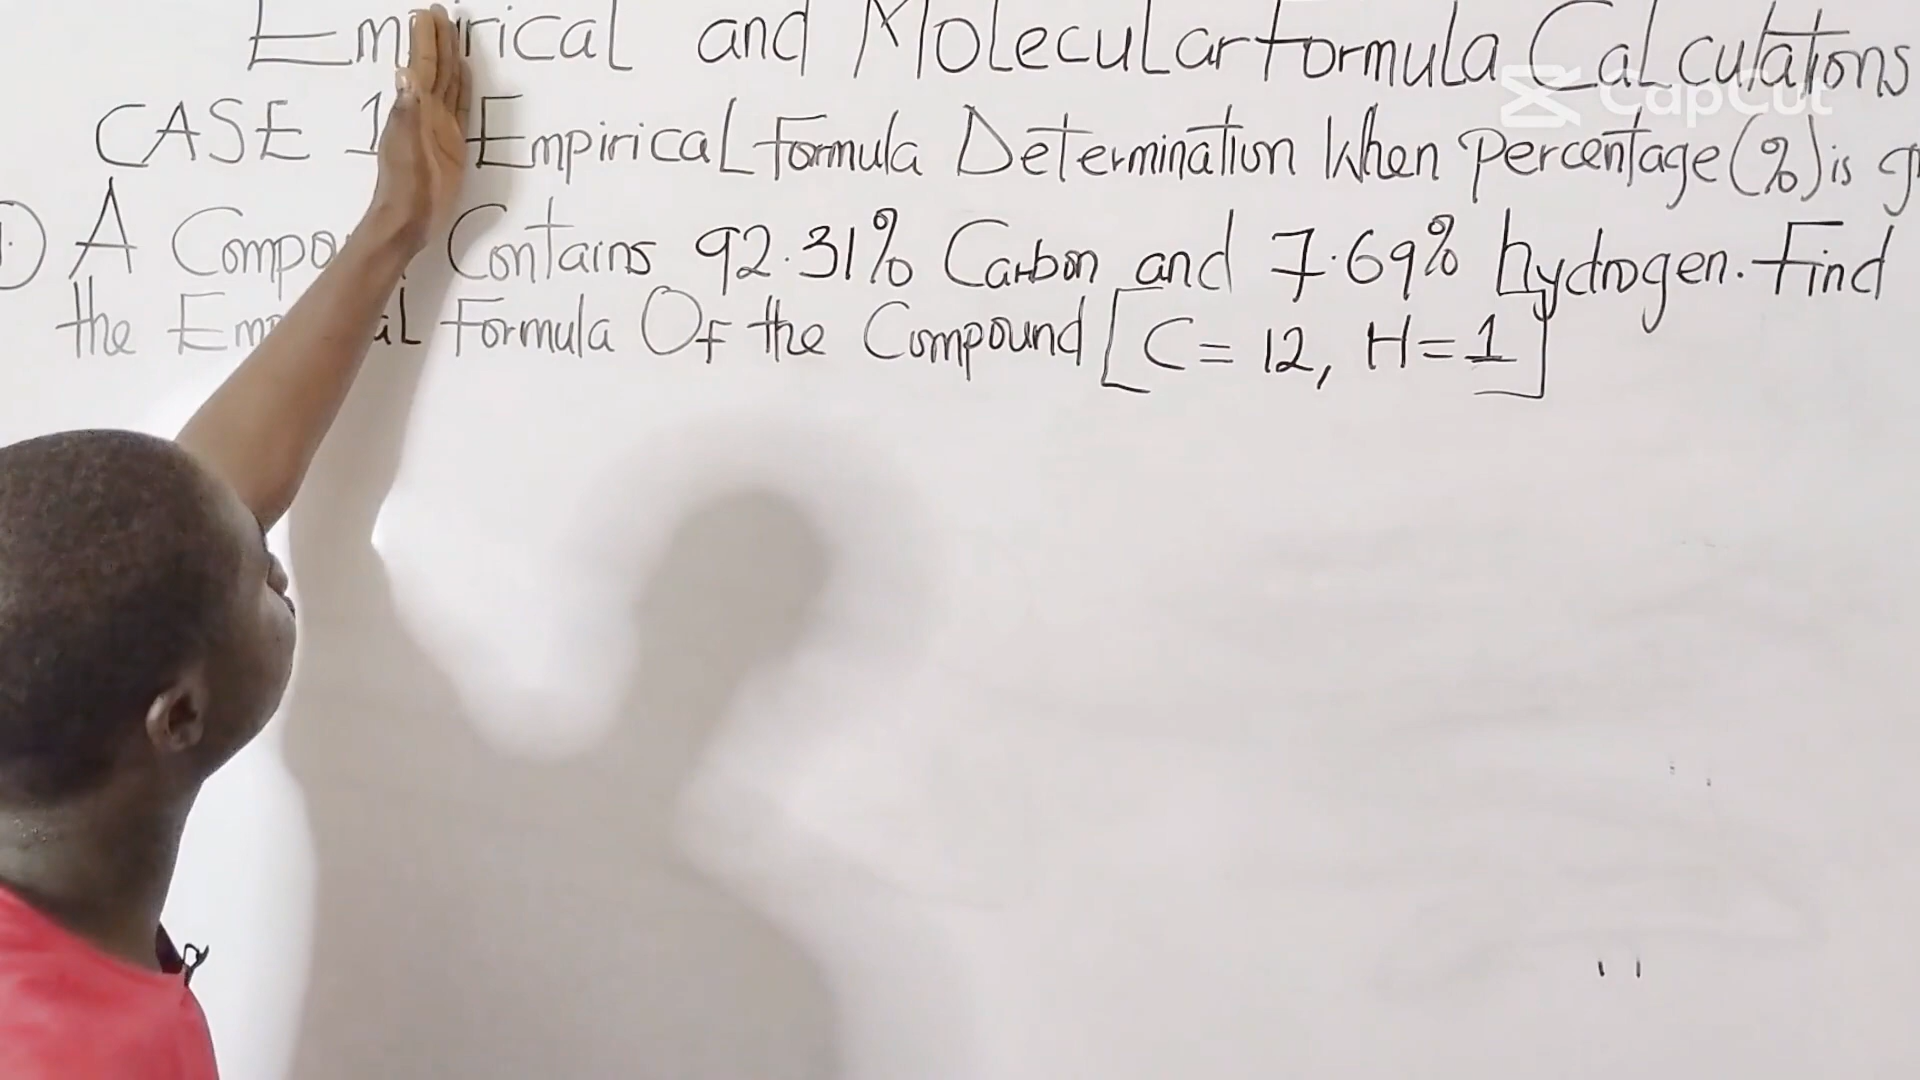 Empirical and Molecular formula Calculations
CapCut
CASE 1 Empirical formula Determination When Percentage (%) is
A Contains 92.31% Carbon and 7.69% hydrogen. Find
the Formula Of the Compound [C = 12, H = 1]